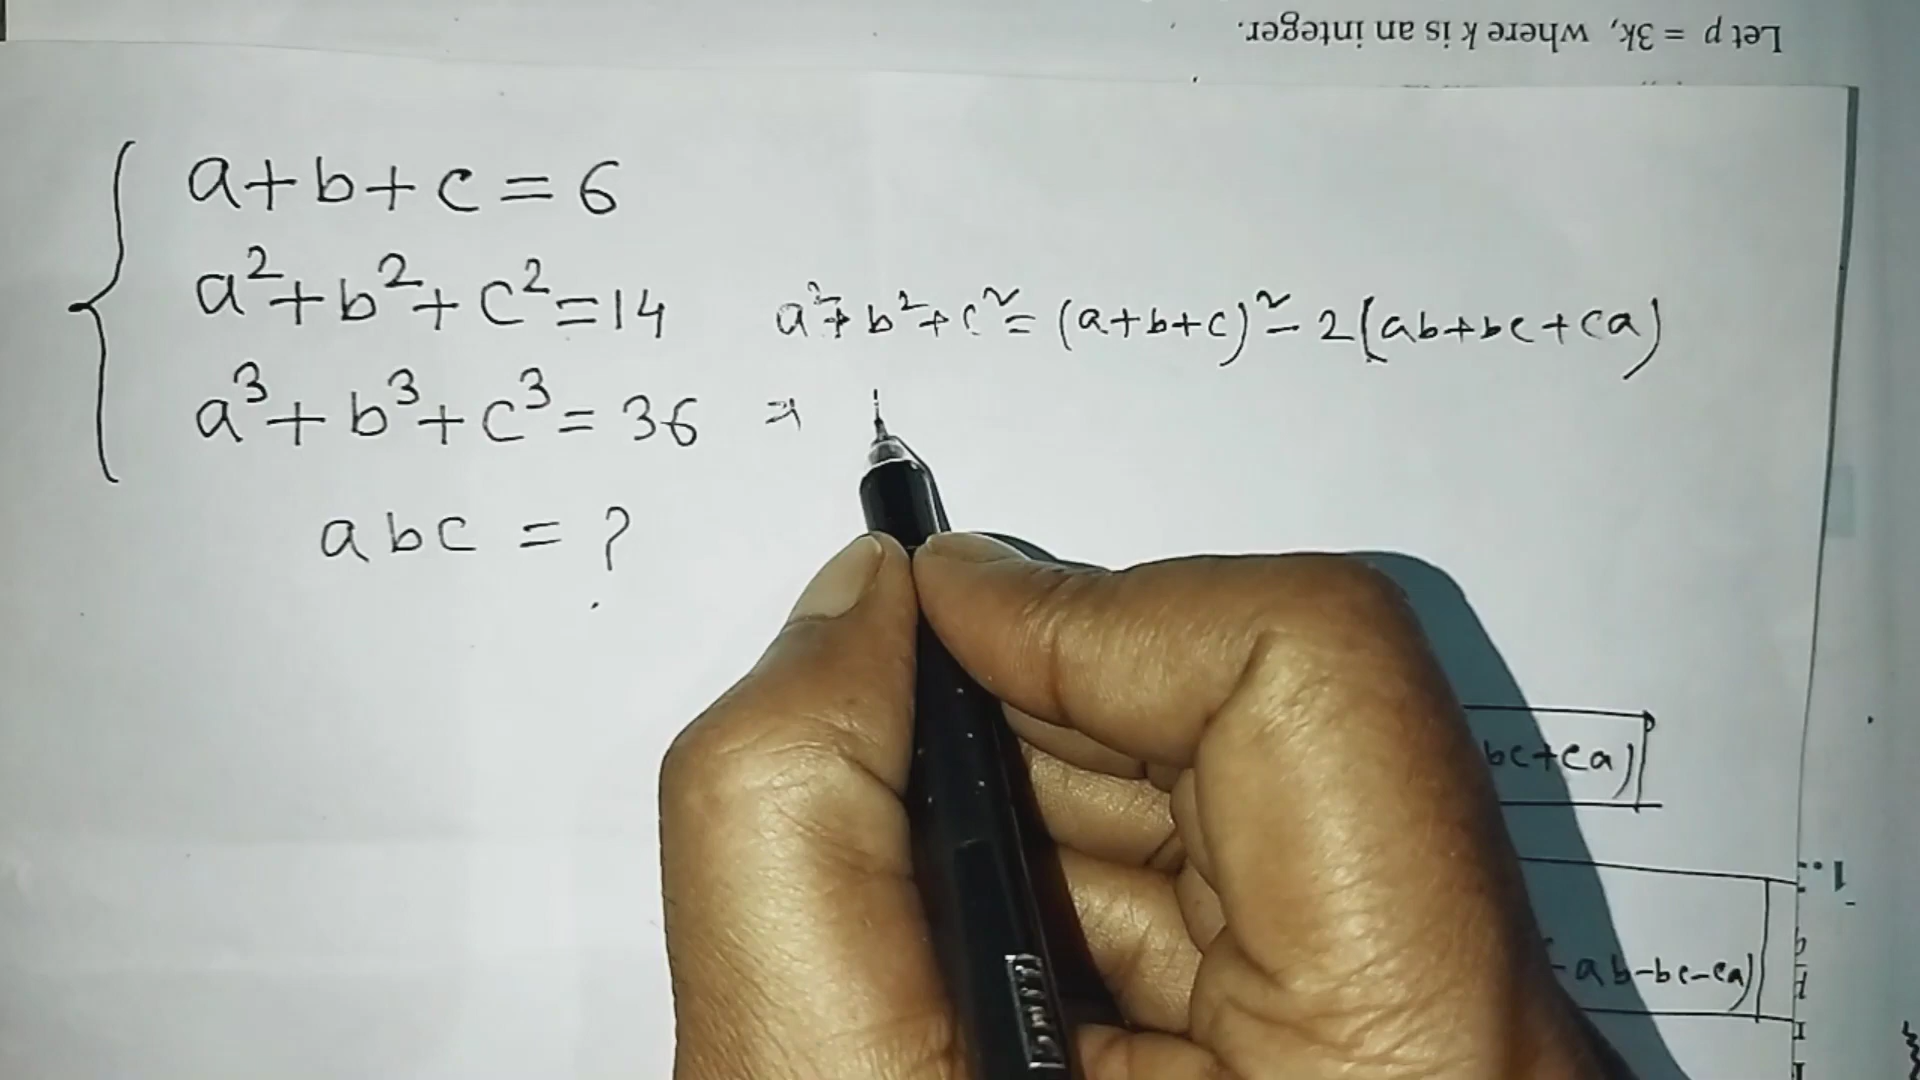 Let p = 3k, where k is an integer.
a+b+c=6
a²+b²+c²=14
a²+b²+c²=(a+b+c)²-2(ab+bc+ca)
a³+b³+c³=36 ⇒
abc = ?
bc+ca)
-ab-bc-ca)